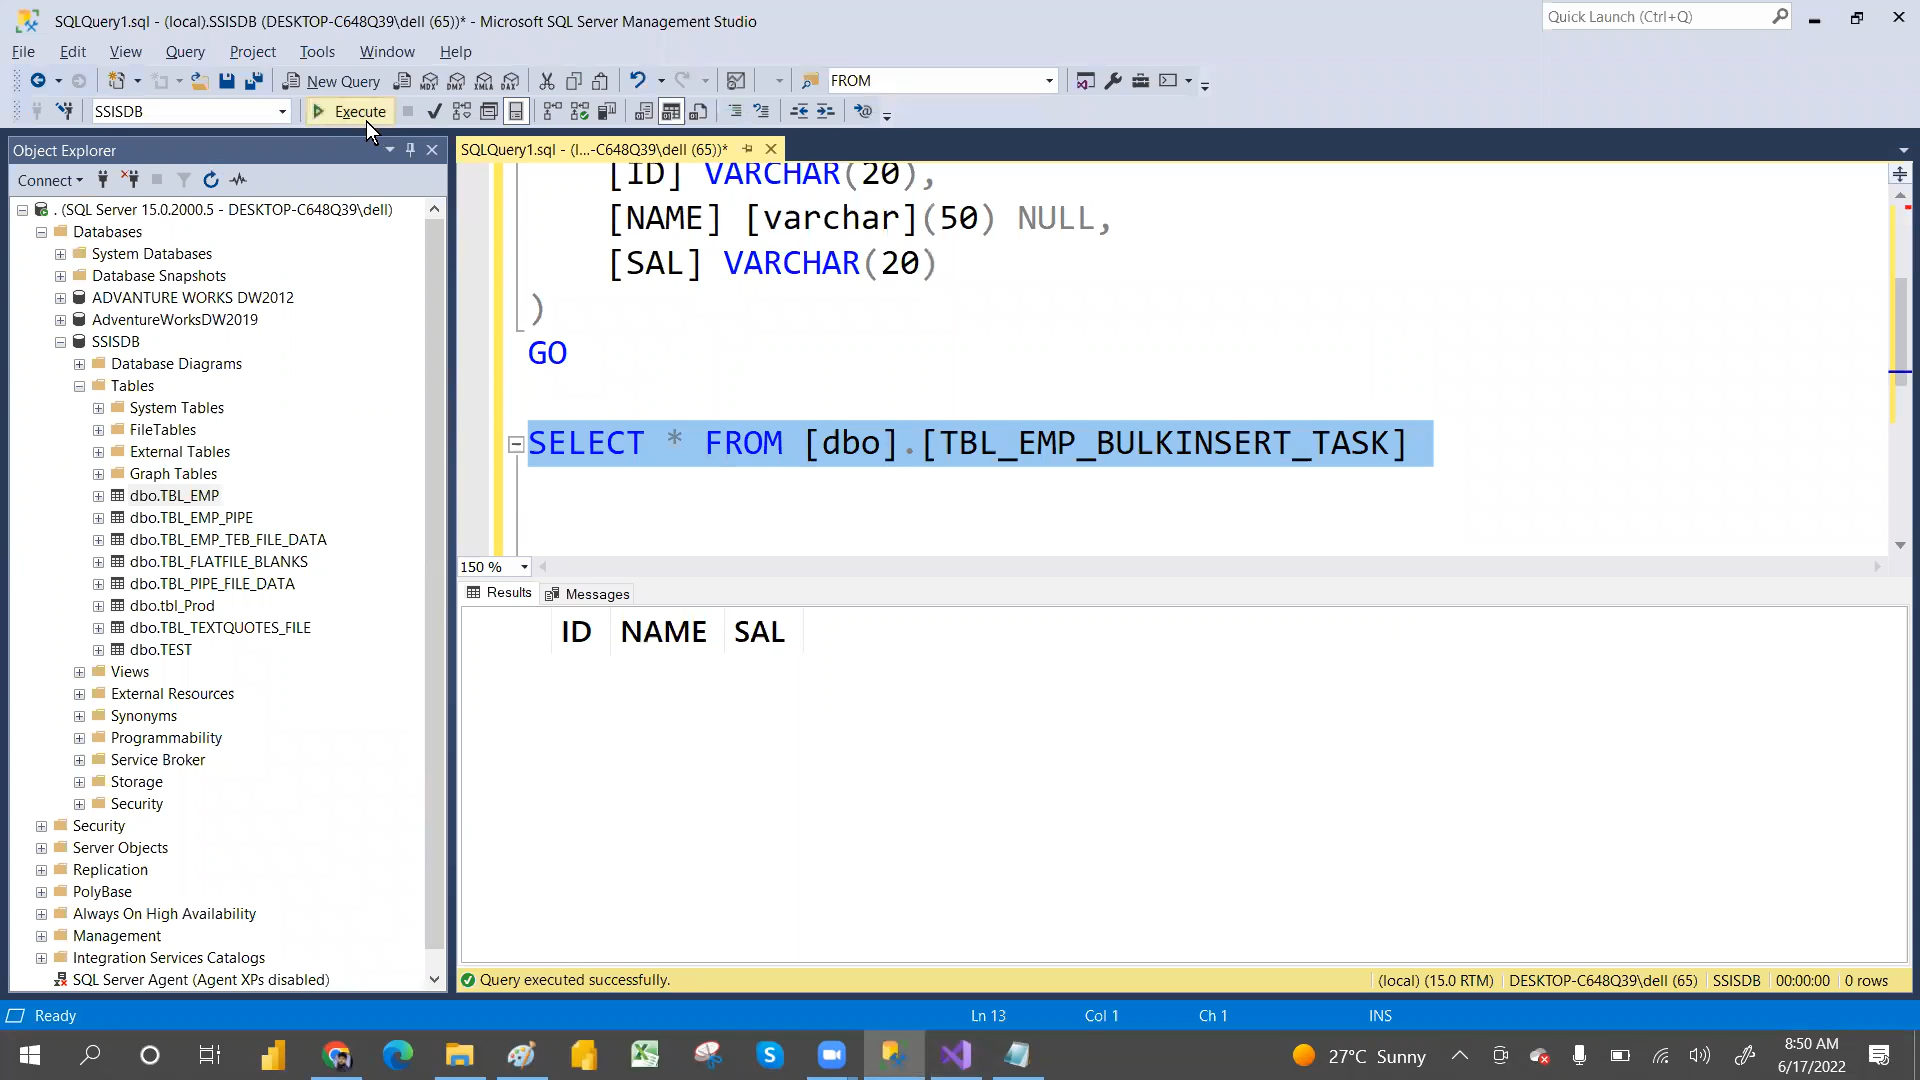 SQLQuery1.sql - (local).SSISDB (DESKTOP-C648Q39\dell (65))* - Microsoft SQL Server Management Studio
Quick Launch (Ctrl+Q)
File Edit View Query Project Tools Window Help
New Query MDX DMX XMLA DAX FROM
SSISDB Execute
Object Explorer
SQLQuery1.sql - (l...-C648Q39\dell (65))*
Connect
. (SQL Server 15.0.2000.5 - DESKTOP-C648Q39\dell)
Databases
System Databases
Database Snapshots
ADVANTURE WORKS DW2012
AdventureWorksDW2019
SSISDB
Database Diagrams
Tables
System Tables
FileTables
External Tables
Graph Tables
dbo.TBL_EMP
dbo.TBL_EMP_PIPE
dbo.TBL_EMP_TEB_FILE_DATA
dbo.TBL_FLATFILE_BLANKS
dbo.TBL_PIPE_FILE_DATA
dbo.tbl_Prod
dbo.TBL_TEXTQUOTES_FILE
dbo.TEST
Views
External Resources
Synonyms
Programmability
Service Broker
Storage
Security
Security
Server Objects
Replication
PolyBase
Always On High Availability
Management
Integration Services Catalogs
SQL Server Agent (Agent XPs disabled)
[ID] VARCHAR(20),
[NAME] [varchar](50) NULL,
[SAL] VARCHAR(20)
)
GO
SELECT * FROM [dbo].[TBL_EMP_BULKINSERT_TASK]
150 %
Results Messages
ID NAME SAL
Query executed successfully.
(local) (15.0 RTM) DESKTOP-C648Q39\dell (65) SSISDB 00:00:00 0 rows
Ready Ln 13 Col 1 Ch 1 INS
27°C Sunny
8:50 AM
6/17/2022